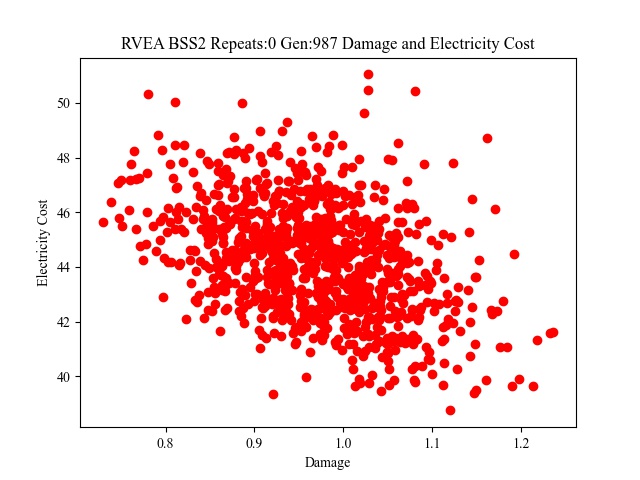 RVEA BSS2 Repeats:0 Gen:987 Damage and Electricity Cost
50
48
46
44
42
40
Electricity Cost
0.8 0.9 1.0 1.1 1.2
Damage